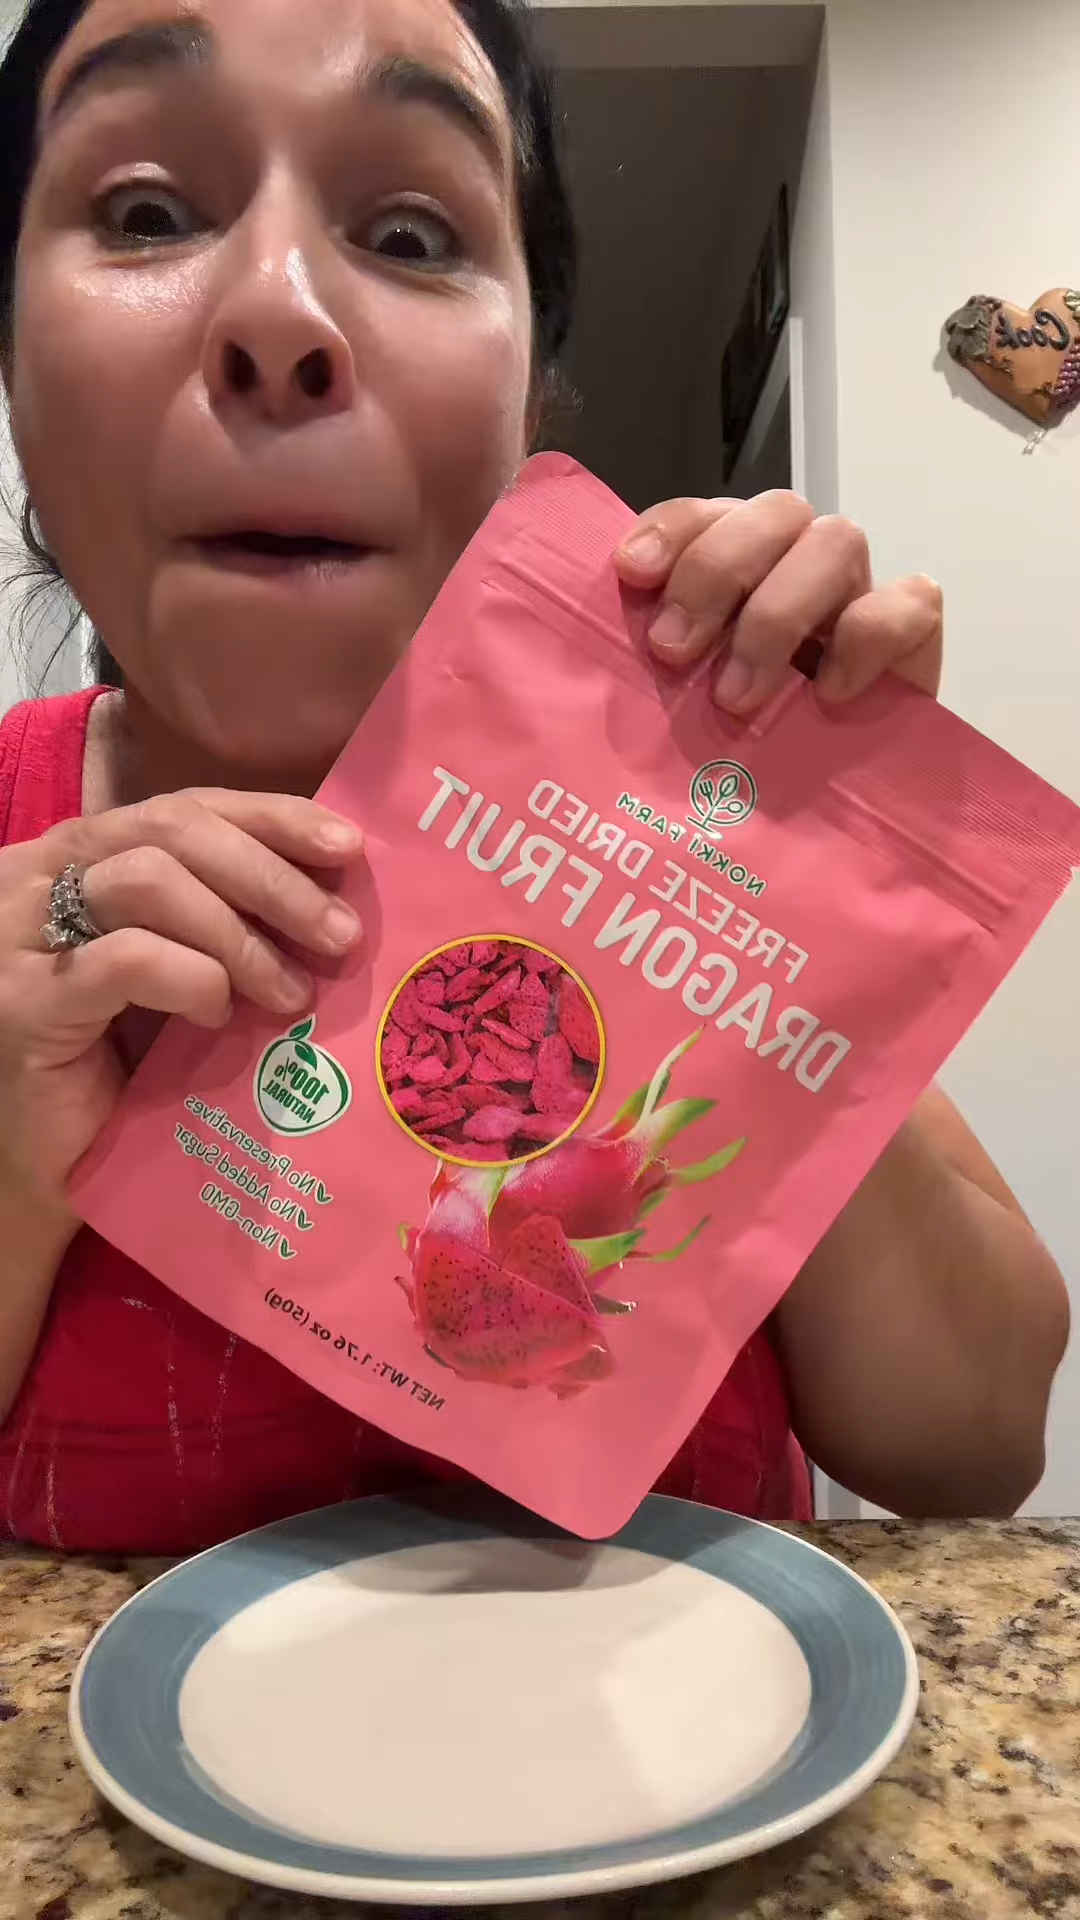 NOKKI FARM
FREEZE DRIED
DRAGON FRUIT
100%
NATURAL
✓No Preservatives
✓No Added Sugar
✓Non-GMO
NET WT: 1.76 oz (50g)
Cook